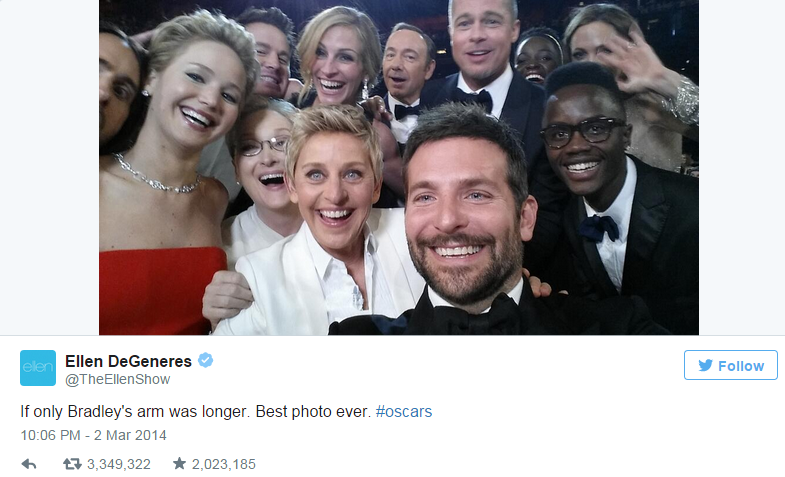 ellen
Ellen DeGeneres
@TheEllenShow
Follow
If only Bradley's arm was longer. Best photo ever. #oscars
10:06 PM - 2 Mar 2014
3,349,322 2,023,185